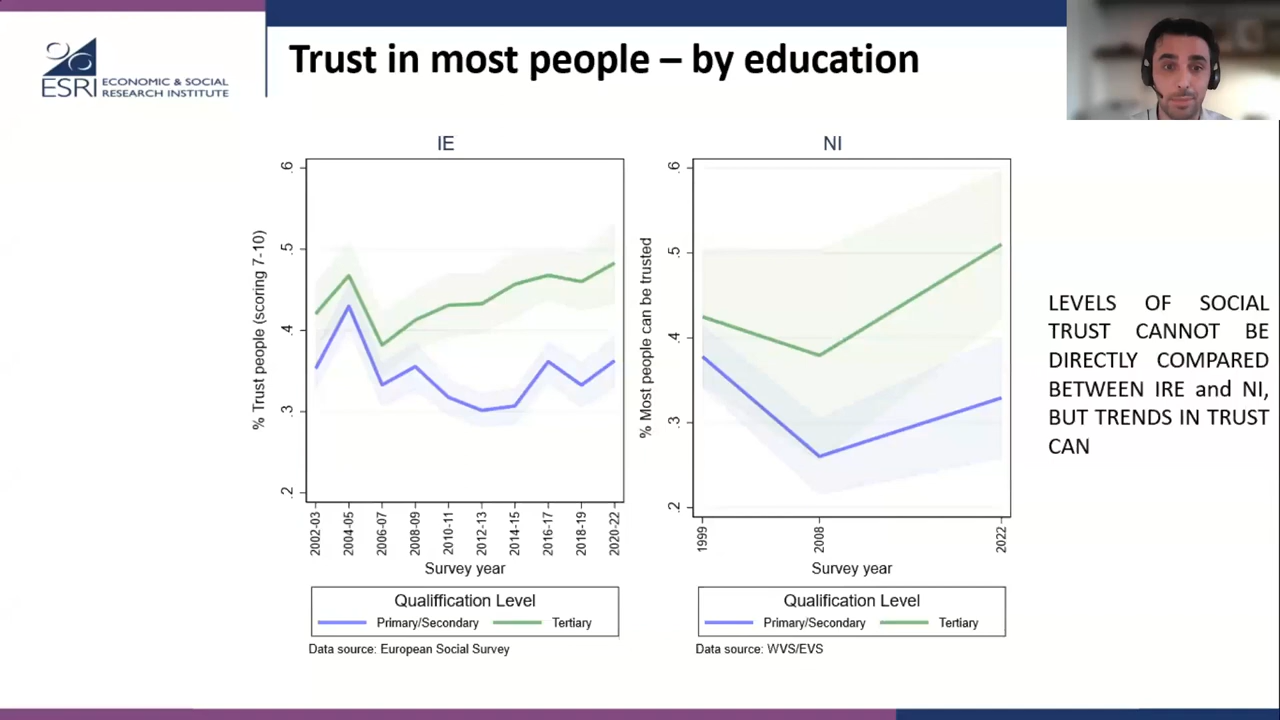 Trust in most people – by education
ESRI
ECONOMIC & SOCIAL
RESEARCH INSTITUTE
IE
% Trust people (scoring 7-10)
.6
.5
.4
.3
.2
2002-03
2004-05
2006-07
2008-09
2010-11
2012-13
2014-15
2016-17
2018-19
2020-22
Survey year
Qualiffication Level
Primary/Secondary
Tertiary
Data source: European Social Survey
NI
% Most people can be trusted
.6
.5
.4
.3
.2
1999
2008
2022
Survey year
Qualification Level
Primary/Secondary
Tertiary
Data source: WVS/EVS
LEVELS OF SOCIAL
TRUST CANNOT BE
DIRECTLY COMPARED
BETWEEN IRE and NI,
BUT TRENDS IN TRUST
CAN